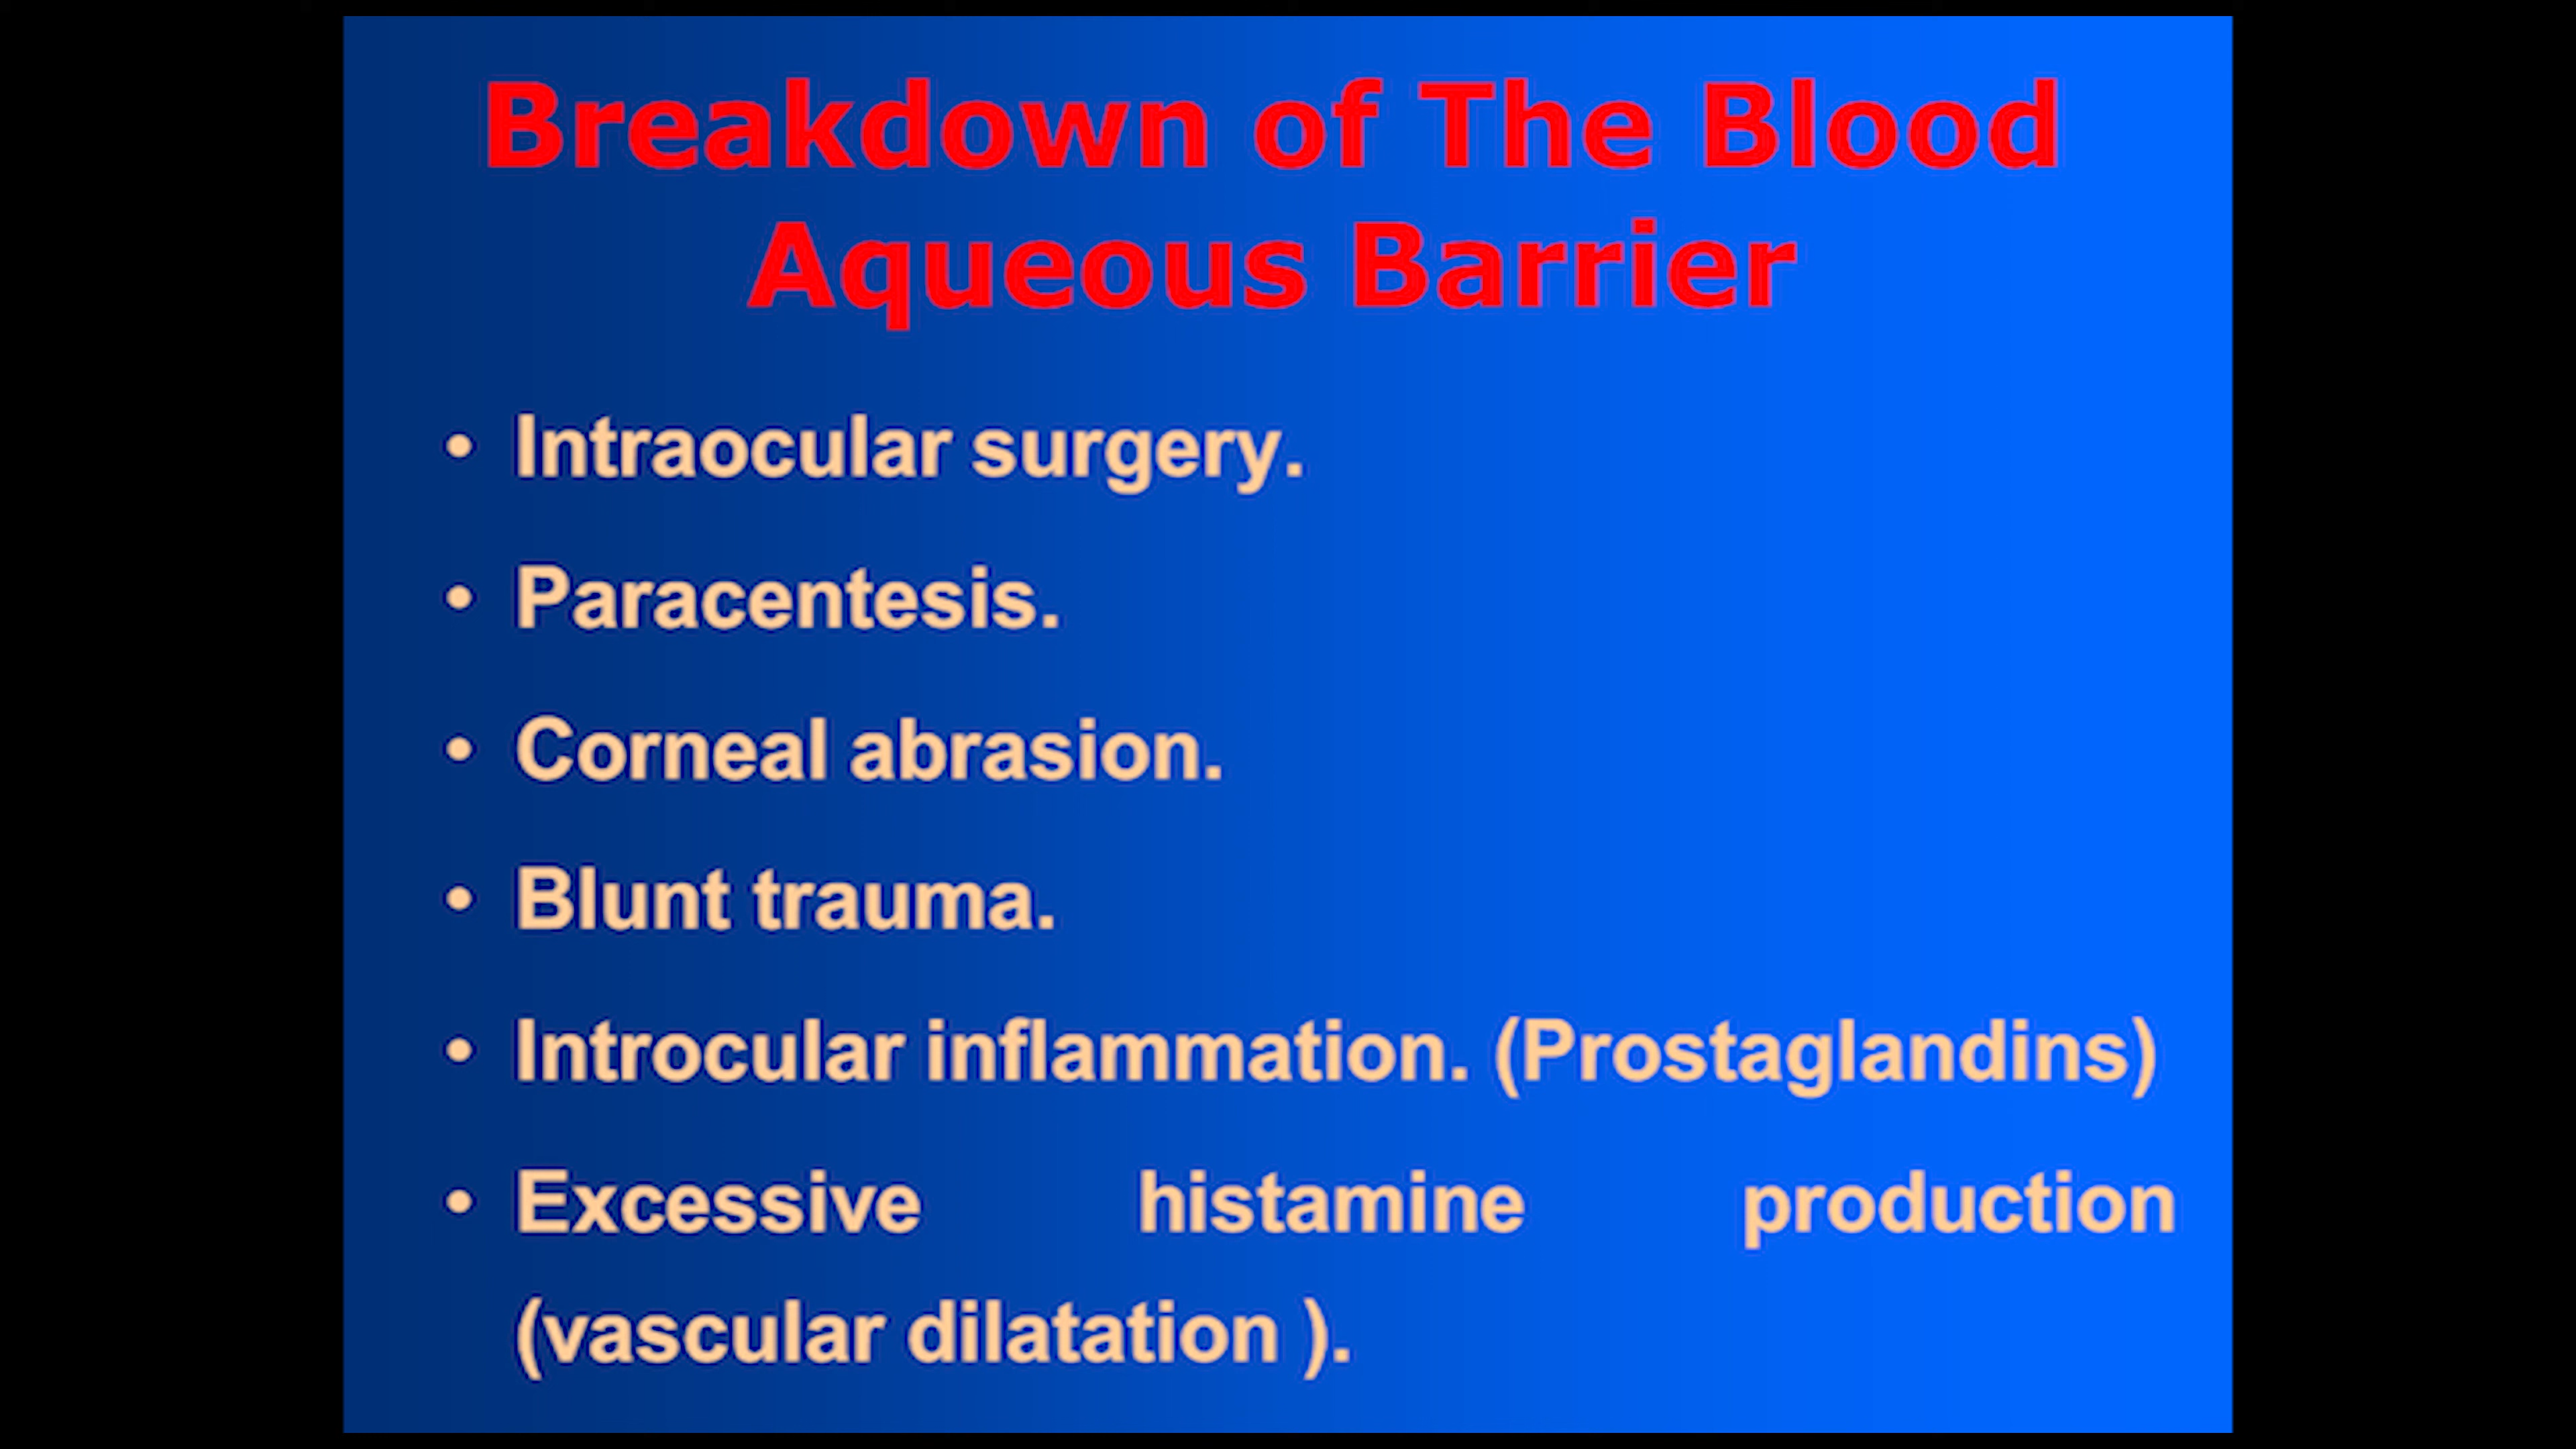 Breakdown of The Blood
Aqueous Barrier
• Intraocular surgery.
• Paracentesis.
• Corneal abrasion.
• Blunt trauma.
• Introcular inflammation. (Prostaglandins)
• Excessive histamine production
(vascular dilatation ).